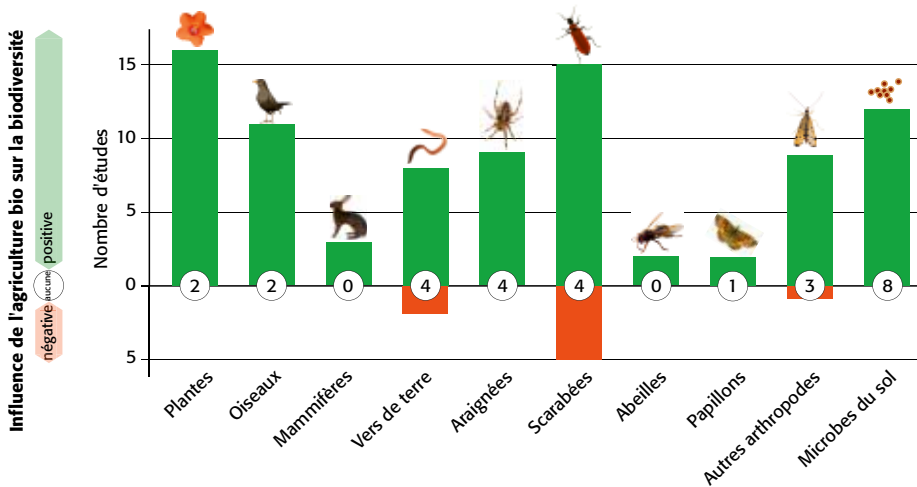 Influence de l'agriculture bio sur la biodiversité
positive
aucune
négative
Nombre d'études
15
10
5
0
5
2
2
0
4
4
4
0
1
3
8
Plantes
Oiseaux
Mammifères
Vers de terre
Araignées
Scarabées
Abeilles
Papillons
Autres arthropodes
Microbes du sol